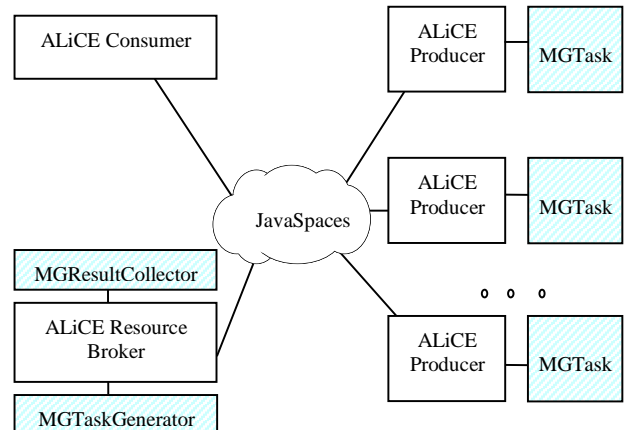 ALiCE Consumer
ALiCE
Producer
MGTask
ALiCE
Producer
MGTask
JavaSpaces
MGResultCollector
ALiCE Resource
Broker
MGTaskGenerator
ALiCE
Producer
MGTask